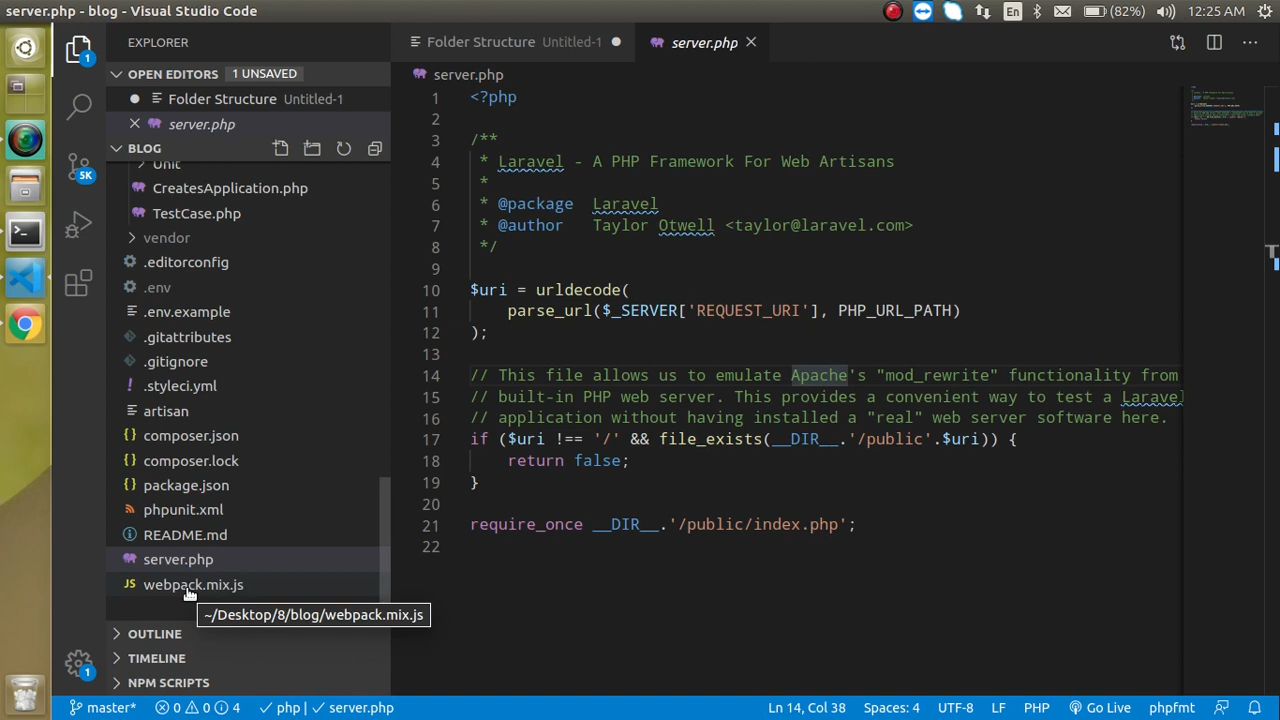 server.php - blog - Visual Studio Code
En
(82%)
12:25 AM
EXPLORER
OPEN EDITORS
1 UNSAVED
Folder Structure Untitled-1
server.php
BLOG
Unit
CreatesApplication.php
TestCase.php
vendor
.editorconfig
.env
.env.example
.gitattributes
.gitignore
.styleci.yml
artisan
composer.json
composer.lock
package.json
phpunit.xml
README.md
server.php
JS webpack.mix.js
~/Desktop/8/blog/webpack.mix.js
OUTLINE
TIMELINE
NPM SCRIPTS
1
5K
1
Folder Structure Untitled-1
server.php
server.php
1 <?php
2
3 /**
4 * Laravel - A PHP Framework For Web Artisans
5 *
6 * @package Laravel
7 * @author Taylor Otwell <taylor@laravel.com>
8 */
9
10 $uri = urldecode(
11 parse_url($_SERVER['REQUEST_URI'], PHP_URL_PATH)
12 );
13
14 // This file allows us to emulate Apache's "mod_rewrite" functionality from
15 // built-in PHP web server. This provides a convenient way to test a Laravel
16 // application without having installed a "real" web server software here.
17 if ($uri !== '/' && file_exists(__DIR__.'/public'.$uri)) {
18 return false;
19 }
20
21 require_once __DIR__.'/public/index.php';
22
master*
0
0
4
php
server.php
Ln 14, Col 38
Spaces: 4
UTF-8
LF
PHP
Go Live
phpfmt